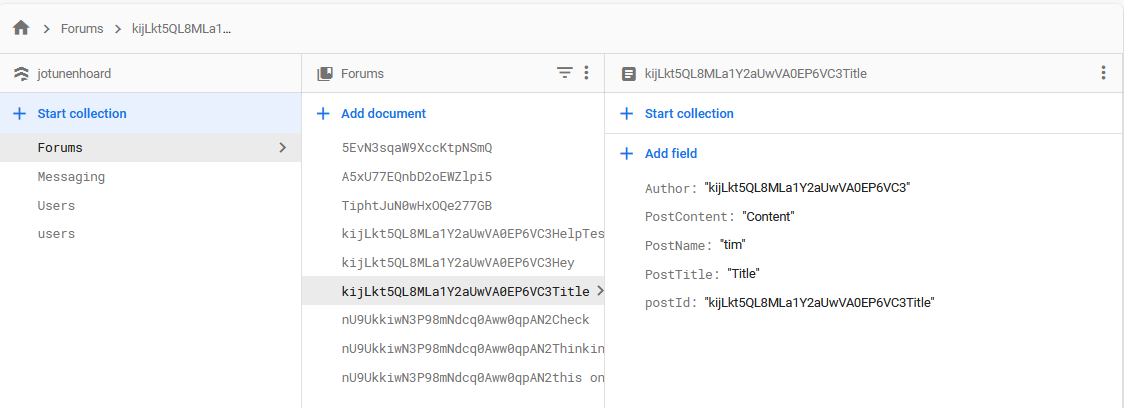 Forums
kijLkt5QL8MLa1...
jotunenhoard
Start collection
Forums
Messaging
Users
users
Forums
Add document
5EvN3sqaW9XccKtpNSmQ
A5xU77EQnbD2oEWZlpi5
TiphtJuN0wHxOQe277GB
kijLkt5QL8MLa1Y2aUwVA0EP6VC3HelpTes
kijLkt5QL8MLa1Y2aUwVA0EP6VC3Hey
kijLkt5QL8MLa1Y2aUwVA0EP6VC3Title
nU9UkkiwN3P98mNdcq0Aww0qpAN2Check
nU9UkkiwN3P98mNdcq0Aww0qpAN2Thinkin
nU9UkkiwN3P98mNdcq0Aww0qpAN2this on
kijLkt5QL8MLa1Y2aUwVA0EP6VC3Title
Start collection
Add field
Author: "kijLkt5QL8MLa1Y2aUwVA0EP6VC3"
PostContent: "Content"
PostName: "tim"
PostTitle: "Title"
postId: "kijLkt5QL8MLa1Y2aUwVA0EP6VC3Title"